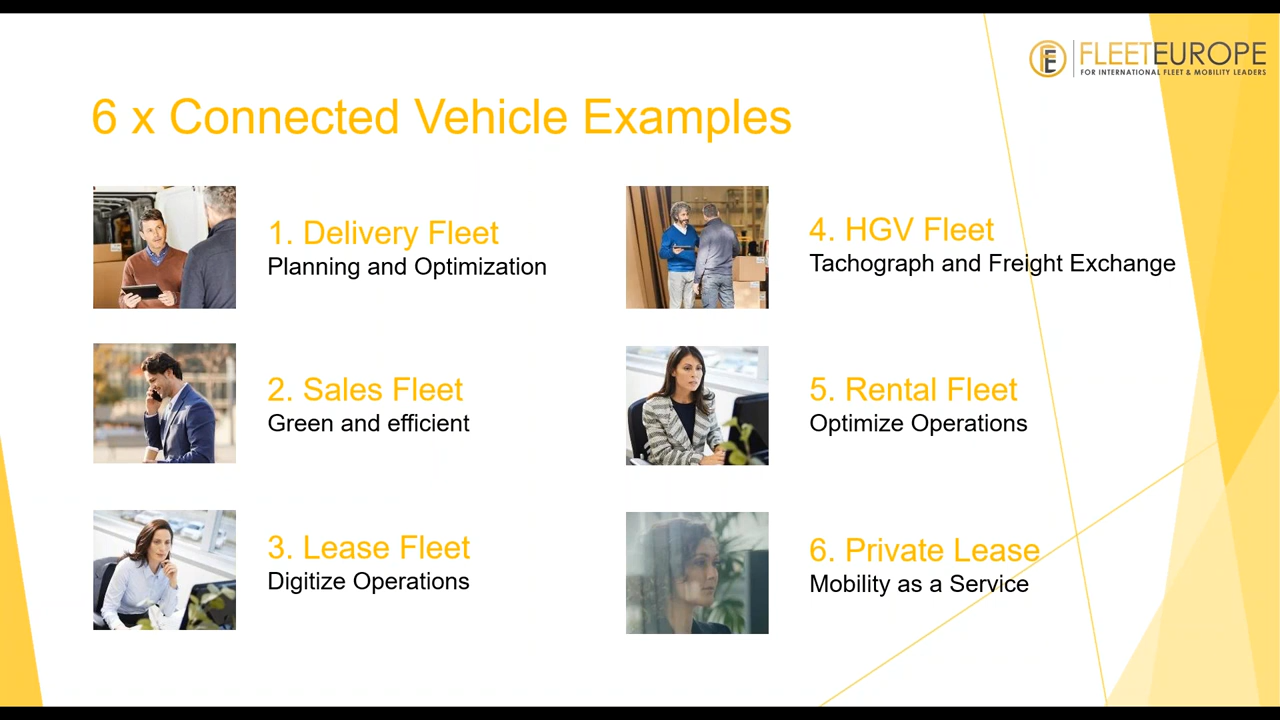 FLEETEUROPE
FOR INTERNATIONAL FLEET & MOBILITY LEADERS
6 x Connected Vehicle Examples
1. Delivery Fleet
Planning and Optimization
2. Sales Fleet
Green and efficient
3. Lease Fleet
Digitize Operations
4. HGV Fleet
Tachograph and Freight Exchange
5. Rental Fleet
Optimize Operations
6. Private Lease
Mobility as a Service